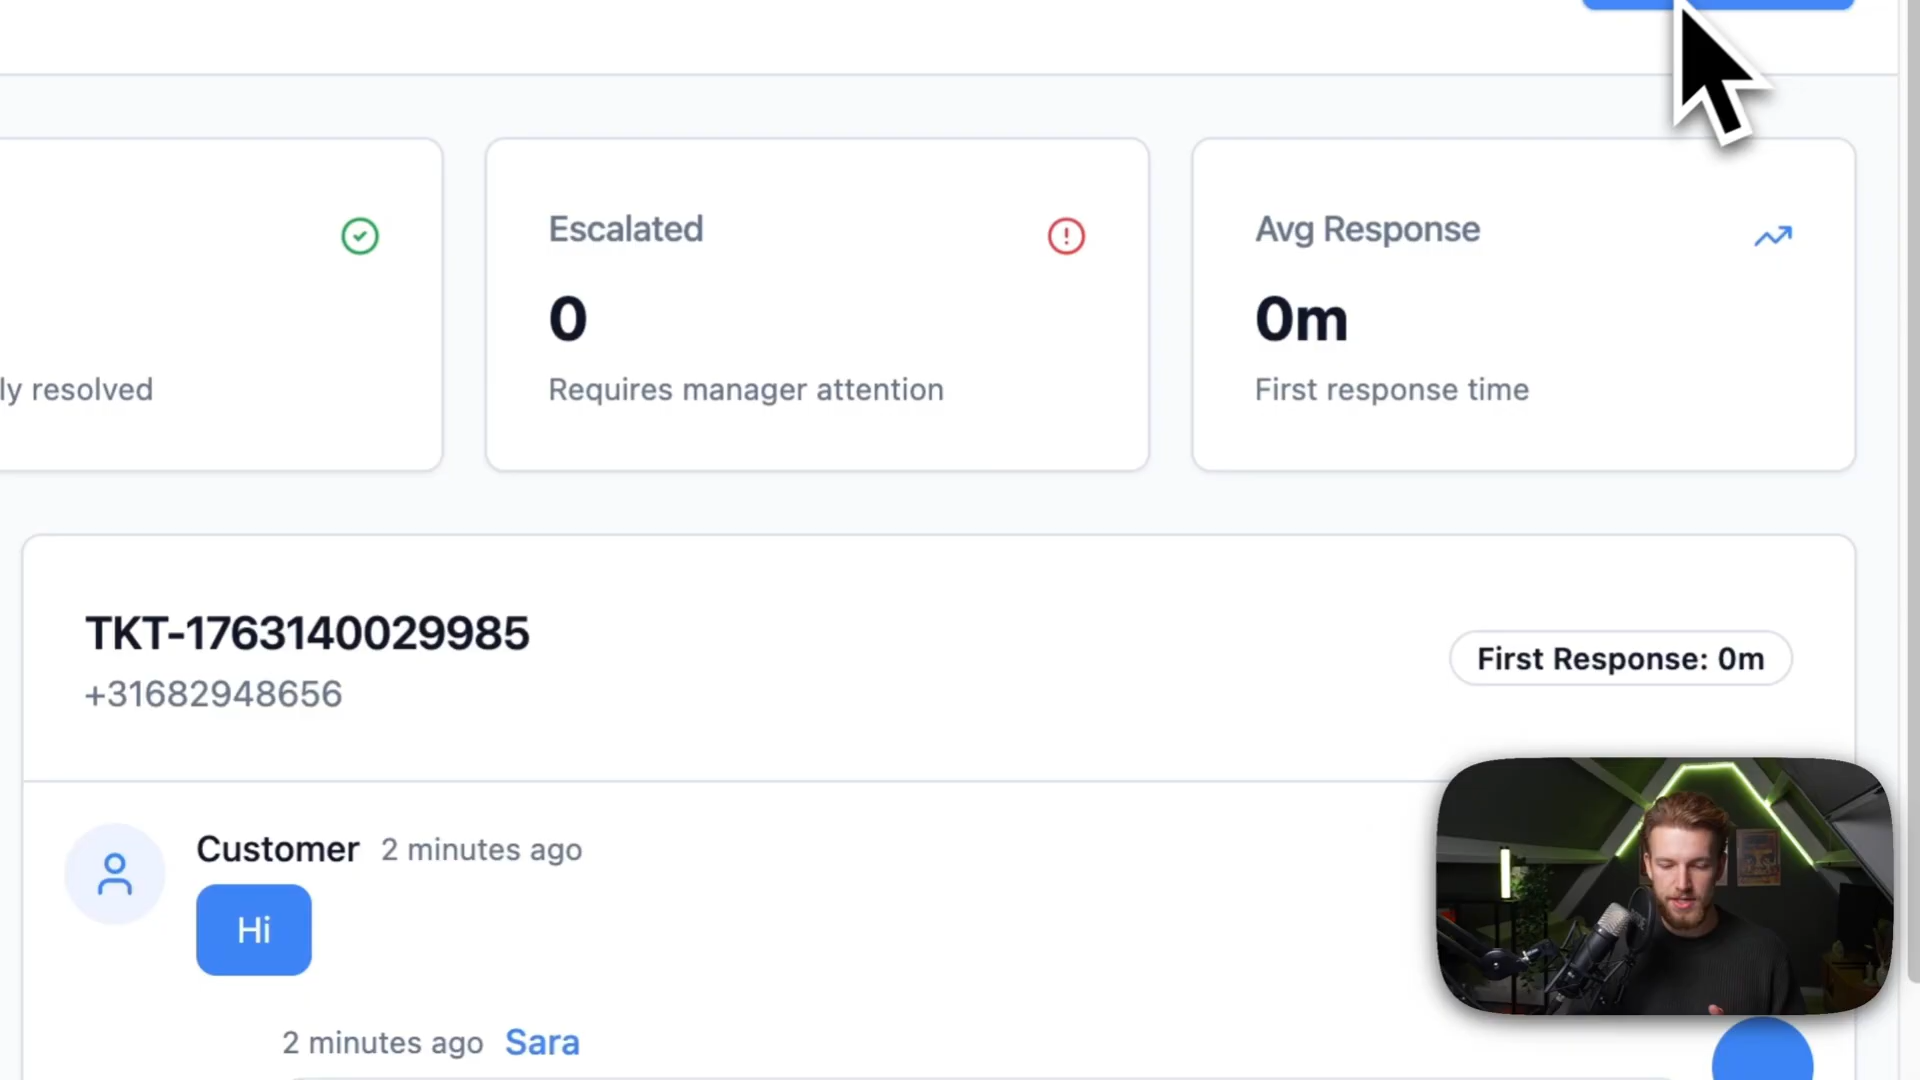 ly resolved
Escalated
0
Requires manager attention
Avg Response
0m
First response time
TKT-1763140029985
+31682948656
First Response: 0m
Customer 2 minutes ago
Hi
2 minutes ago Sara